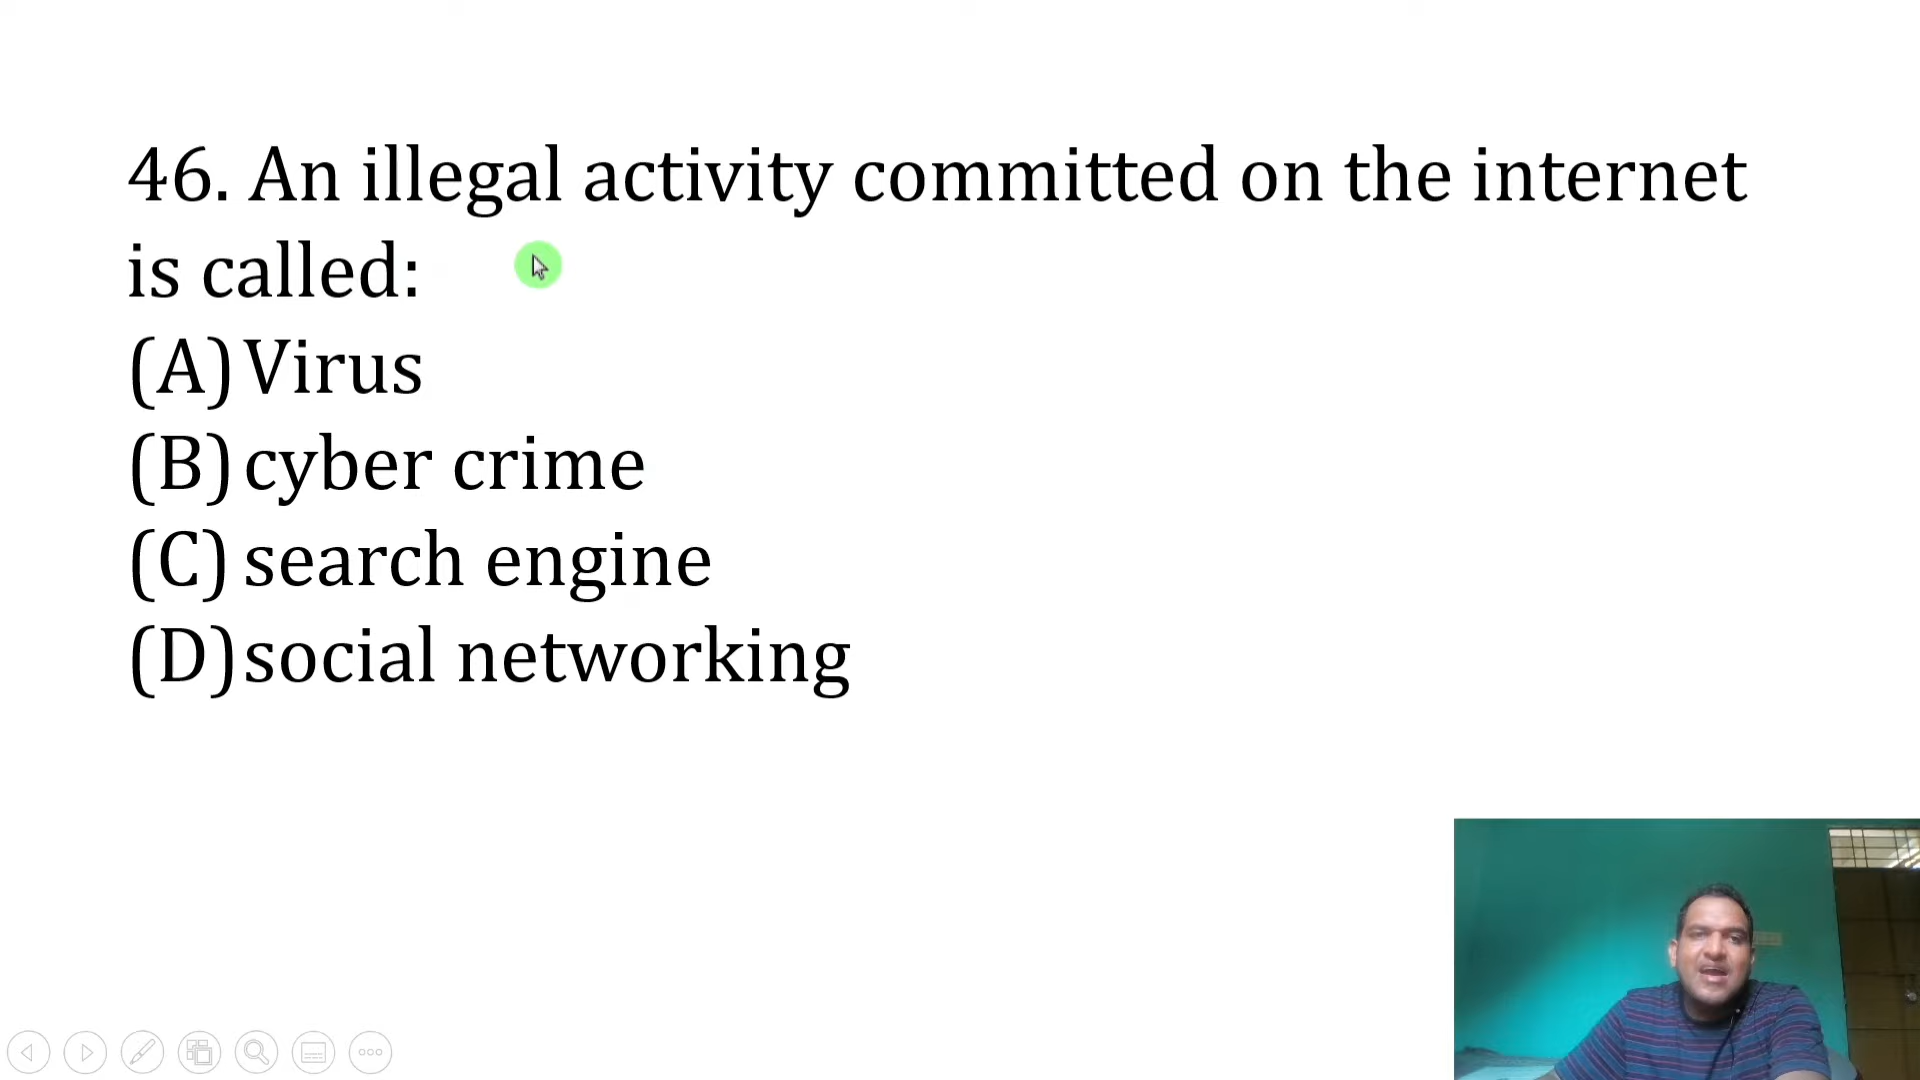 46. An illegal activity committed on the internet
is called:
(A) Virus
(B) cyber crime
(C) search engine
(D) social networking